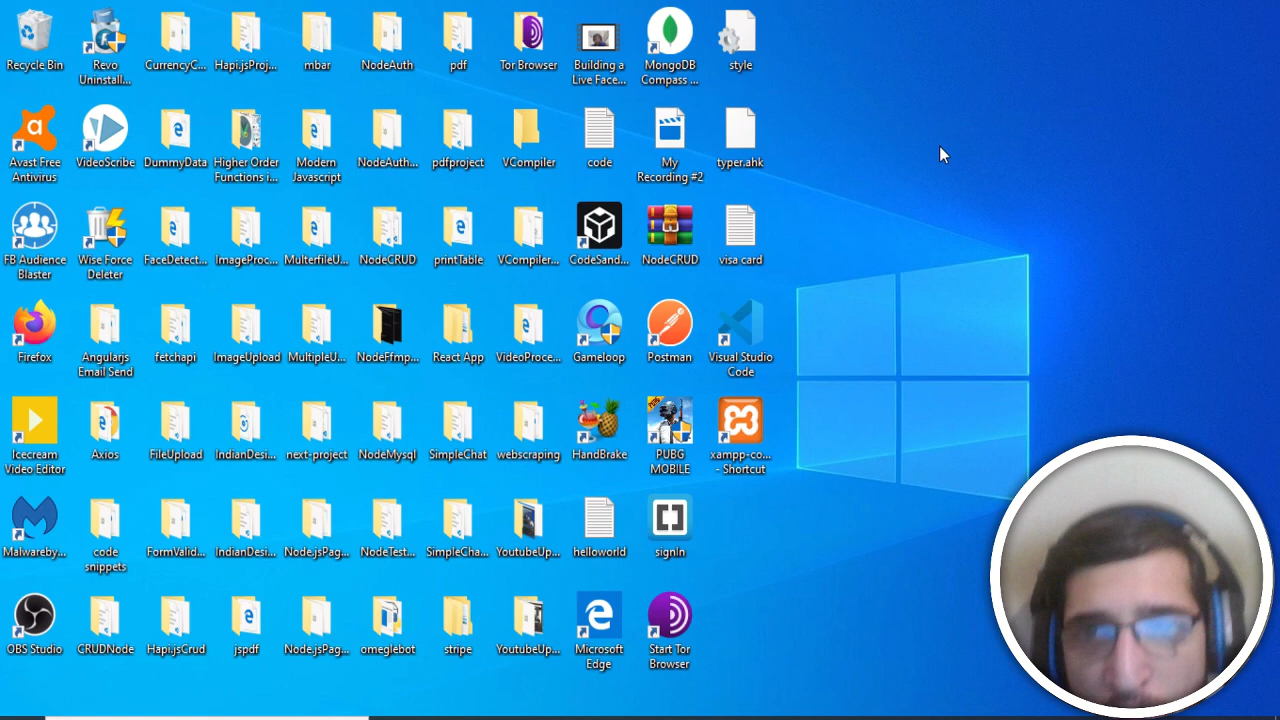 Recycle Bin
Revo
Uninstall...
CurrencyC...
Hapi.jsProj...
mbar
NodeAuth
pdf
Tor Browser
Building a
Live Face...
MongoDB
Compass ...
style
Avast Free
Antivirus
VideoScribe
DummyData
Higher Order
Functions i...
Modern
Javascript
NodeAuth...
pdfproject
VCompiler
code
My
Recording #2
typer.ahk
FB Audience
Blaster
Wise Force
Deleter
FaceDetect...
ImageProc...
MulterfileU...
NodeCRUD
printTable
VCompiler...
CodeSand...
NodeCRUD
visa card
Firefox
Angularjs
Email Send
fetchapi
ImageUpload
MultipleU...
NodeFfmp...
React App
VideoProce...
Gameloop
Postman
Visual Studio
Code
Icecream
Video Editor
Axios
FileUpload
IndianDesi...
next-project
NodeMysql
SimpleChat
webscraping
HandBrake
PUBG
MOBILE
xampp-co...
- Shortcut
Malwareby...
code
snippets
FormValid...
IndianDesi...
Node.jsPag...
NodeTest...
SimpleCha...
YoutubeUp...
helloworld
signin
OBS Studio
CRUDNode
Hapi.jsCrud
jspdf
Node.jsPag...
omeglebot
stripe
YoutubeUp...
Microsoft
Edge
Start Tor
Browser